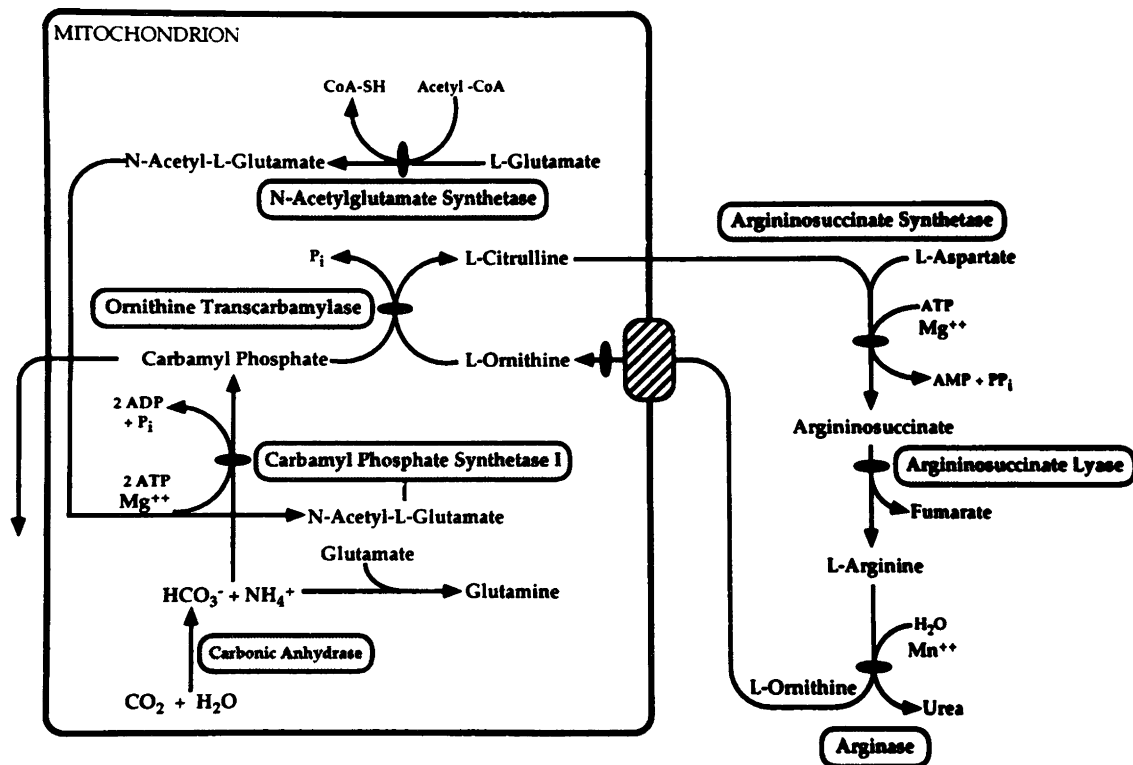 MITOCHONDRION
CoA-SH
Acetyl -CoA
N-Acetyl-L-Glutamate
L-Glutamate
N-Acetylglutamate Synthetase
Argininosuccinate Synthetase
Pi
L-Citrulline
L-Aspartate
Ornithine Transcarbamylase
ATP
Mg++
Carbamyl Phosphate
L-Ornithine
AMP + PPi
2 ADP
+ Pi
Argininosuccinate
Carbamyl Phosphate Synthetase I
Argininosuccinate Lyase
2 ATP
Mg++
N-Acetyl-L-Glutamate
Fumarate
Glutamate
L-Arginine
HCO3- + NH4+
Glutamine
H2O
Mn++
Carbonic Anhydrase
L-Ornithine
CO2 + H2O
Urea
Arginase